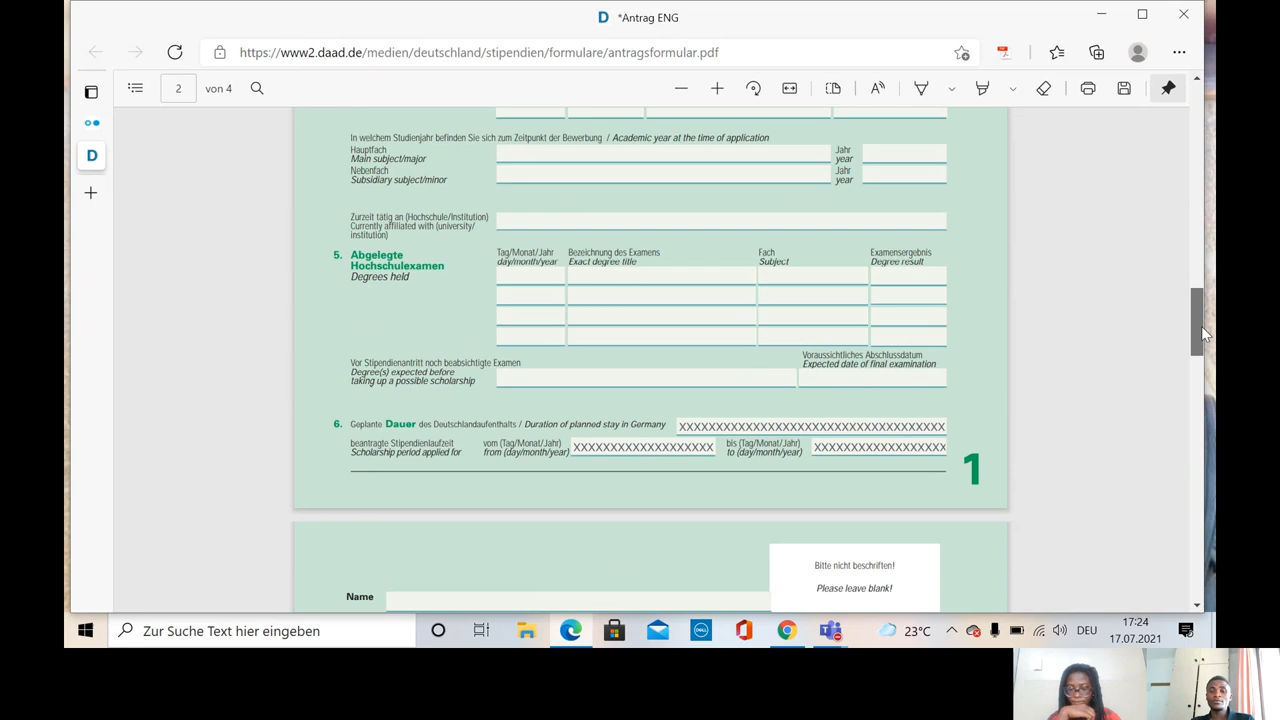 *Antrag ENG
https://www2.daad.de/medien/deutschland/stipendien/formulare/antragsformular.pdf
2 von 4
In welchem Studienjahr befinden Sie sich zum Zeitpunkt der Bewerbung / Academic year at the time of application
Hauptfach Jahr
Main subject/major year
Nebenfach Jahr
Subsidiary subject/minor year
Zurzeit tätig an (Hochschule/Institution)
Currently affiliated with (university/
institution)
5. Abgelegte Tag/Monat/Jahr Bezeichnung des Examens Fach Examensergebnis
Hochschulexamen day/month/year Exact degree title Subject Degree result
Degrees held
Vor Stipendienantritt noch beabsichtigte Examen Voraussichtliches Abschlussdatum
Degree(s) expected before Expected date of final examination
taking up a possible scholarship
6. Geplante Dauer des Deutschlandaufenthalts / Duration of planned stay in Germany XXXXXXXXXXXXXXXXXXXXXXXXXXXXXXXXXXX
beantragte Stipendienlaufzeit vom (Tag/Monat/Jahr) XXXXXXXXXXXXXXXXXXX bis (Tag/Monat/Jahr) XXXXXXXXXXXXXXXXXX
Scholarship period applied for from (day/month/year) to (day/month/year)
1
Bitte nicht beschriften!
Please leave blank!
Name
Zur Suche Text hier eingeben
23°C
DEU
17:24
17.07.2021